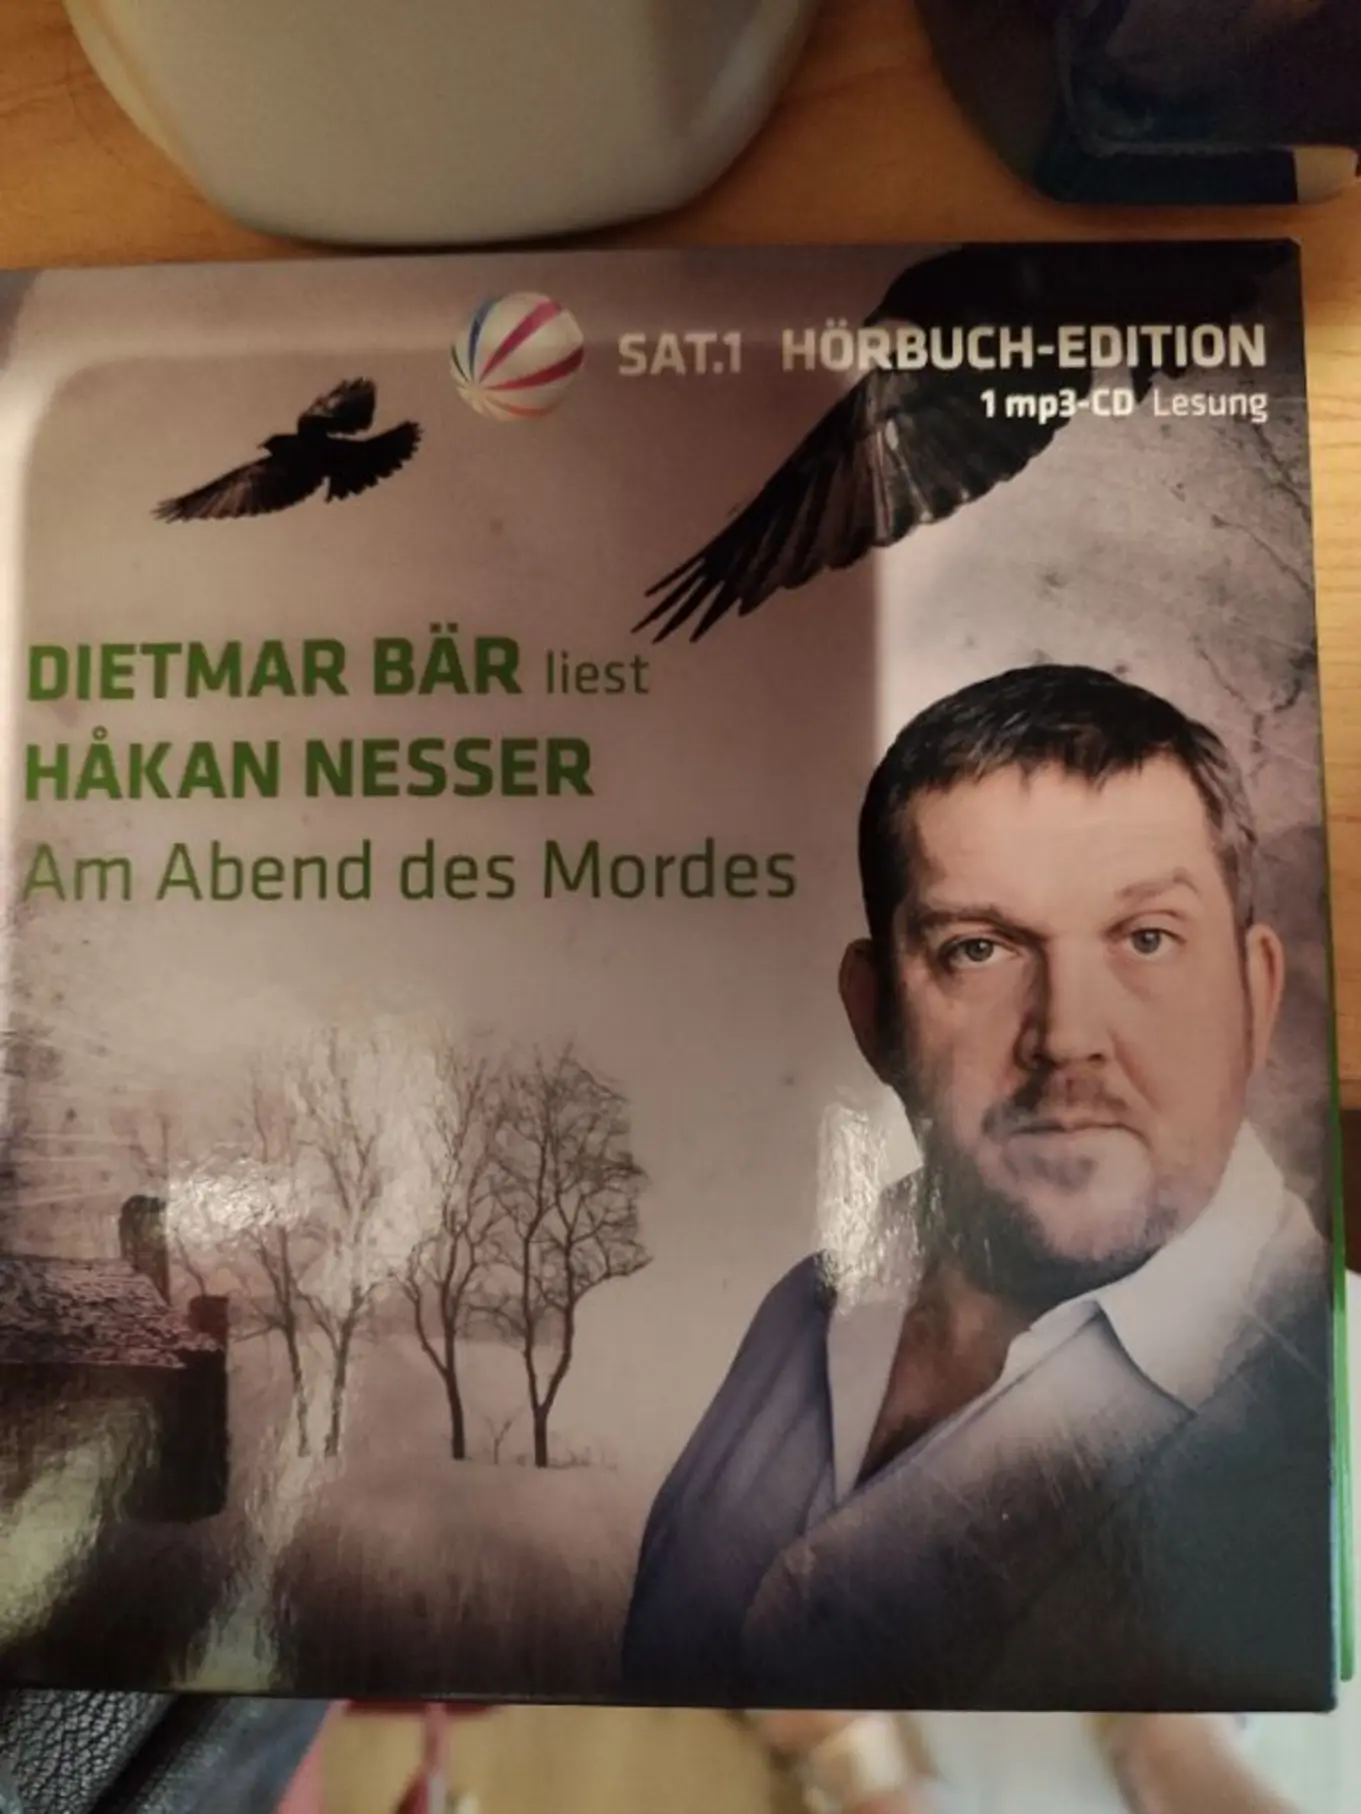 SAT.1 HÖRBUCH-EDITION
1 mp3-CD Lesung
DIETMAR BÄR liest
HÅKAN NESSER
Am Abend des Mordes